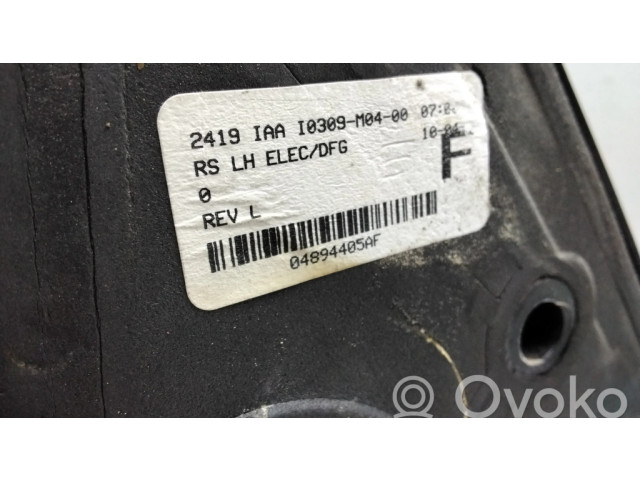 2419 IAA I0309-M04-00
RS LH ELEC/DFG
F
0
REV L
04894405AF
Ovoko